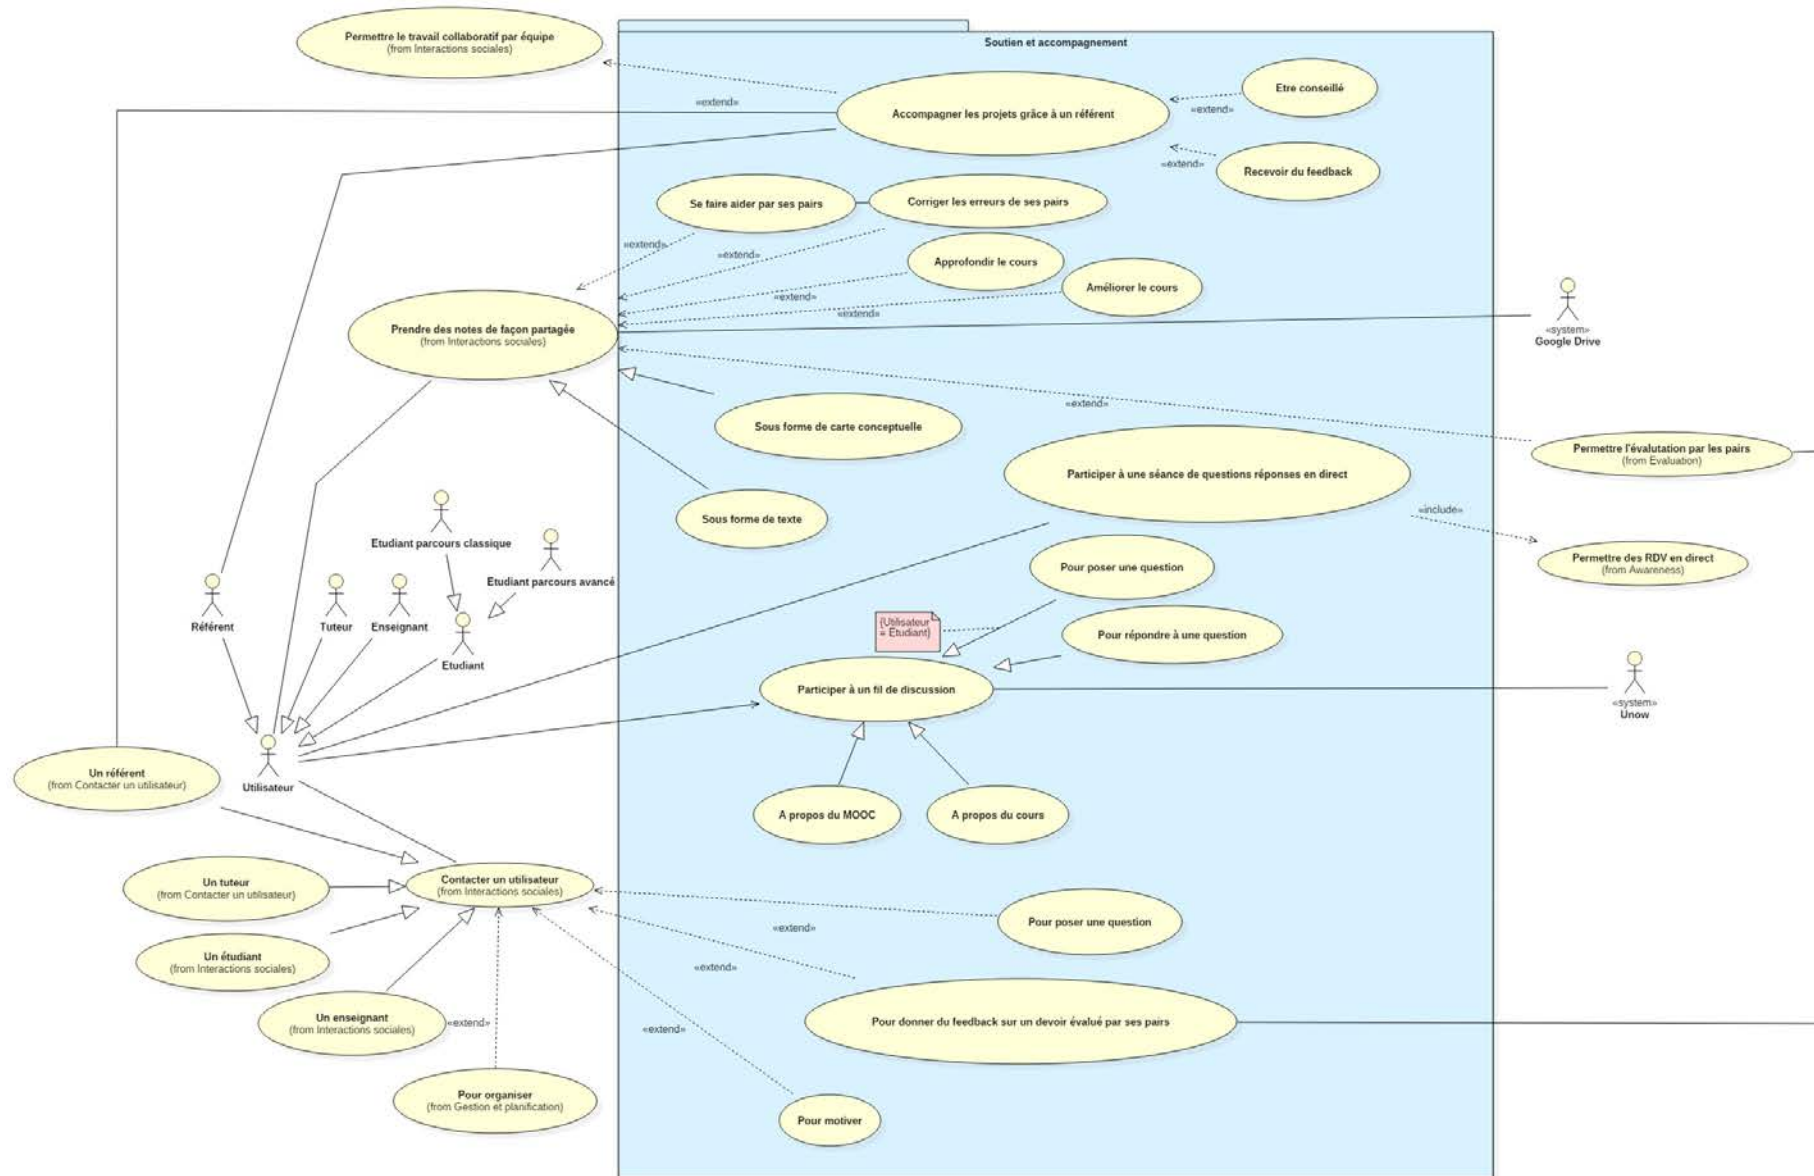 Permettre le travail collaboratif par équipe
(from Interactions sociales)
Soutien et accompagnement
Etre conseillé
«extend»
«extend»
Accompagner les projets grâce à un référent
«extend»
Recevoir du feedback
Se faire aider par ses pairs
Corriger les erreurs de ses pairs
«extend»
«extend»
Approfondir le cours
Améliorer le cours
«extend»
«extend»
Prendre des notes de façon partagée
(from Interactions sociales)
«system»
Google Drive
«extend»
Sous forme de carte conceptuelle
Permettre l'évalutation par les pairs
(from Evaluation)
Participer à une séance de questions réponses en direct
«include»
Sous forme de texte
Etudiant parcours classique
Permettre des RDV en direct
(from Awareness)
Pour poser une question
Etudiant parcours avancé
Référent
Tuteur
Enseignant
{Utilisateur
= Etudiant}
Pour répondre à une question
Etudiant
Participer à un fil de discussion
«system»
Unow
Un référent
(from Contacter un utilisateur)
Utilisateur
A propos du MOOC
A propos du cours
Un tuteur
(from Contacter un utilisateur)
Contacter un utilisateur
(from Interactions sociales)
Pour poser une question
«extend»
Un étudiant
(from Interactions sociales)
«extend»
Un enseignant
(from Interactions sociales)
«extend»
«extend»
Pour donner du feedback sur un devoir évalué par ses pairs
Pour organiser
(from Gestion et planification)
Pour motiver